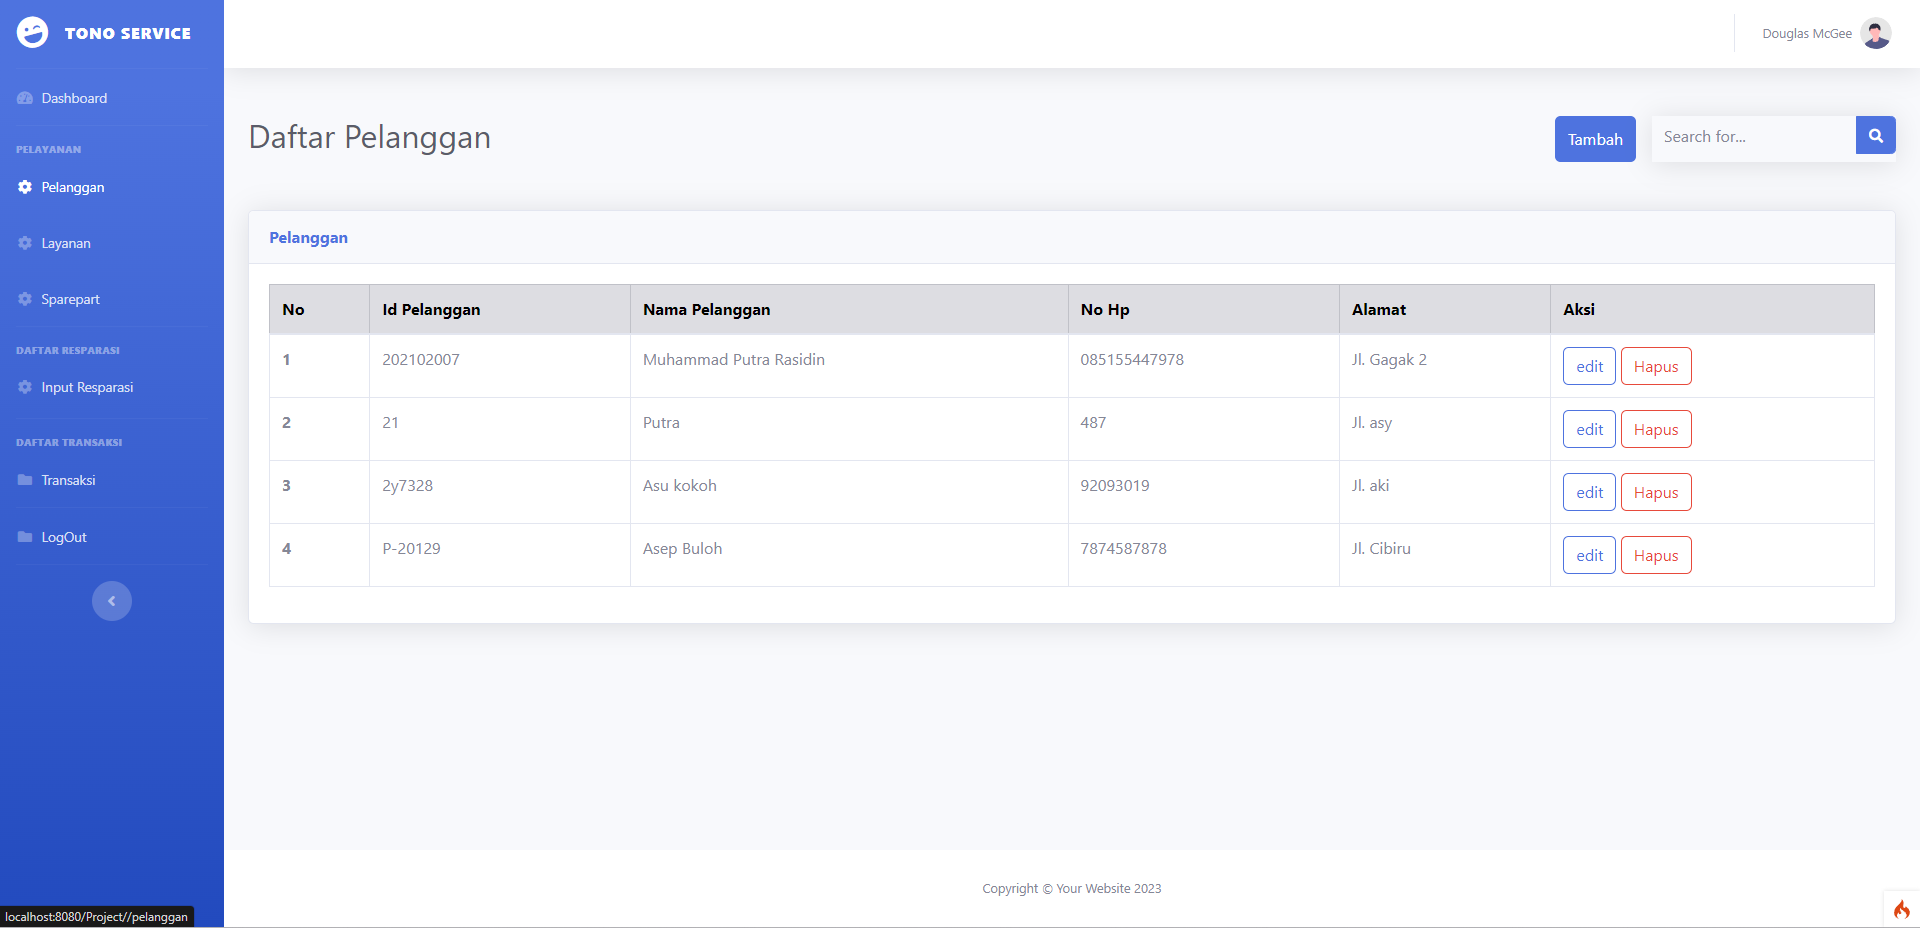 TONO SERVICE
Douglas McGee
Dashboard
PELAYANAN
Pelanggan
Layanan
Sparepart
DAFTAR RESPARASI
Input Resparasi
DAFTAR TRANSAKSI
Transaksi
LogOut
Daftar Pelanggan
Tambah
Search for...
Pelanggan
No Id Pelanggan Nama Pelanggan No Hp Alamat Aksi
1 202102007 Muhammad Putra Rasidin 085155447978 Jl. Gagak 2 edit Hapus
2 21 Putra 487 Jl. asy edit Hapus
3 2y7328 Asu kokoh 92093019 Jl. aki edit Hapus
4 P-20129 Asep Buloh 7874587878 Jl. Cibiru edit Hapus
Copyright © Your Website 2023
localhost:8080/Project//pelanggan